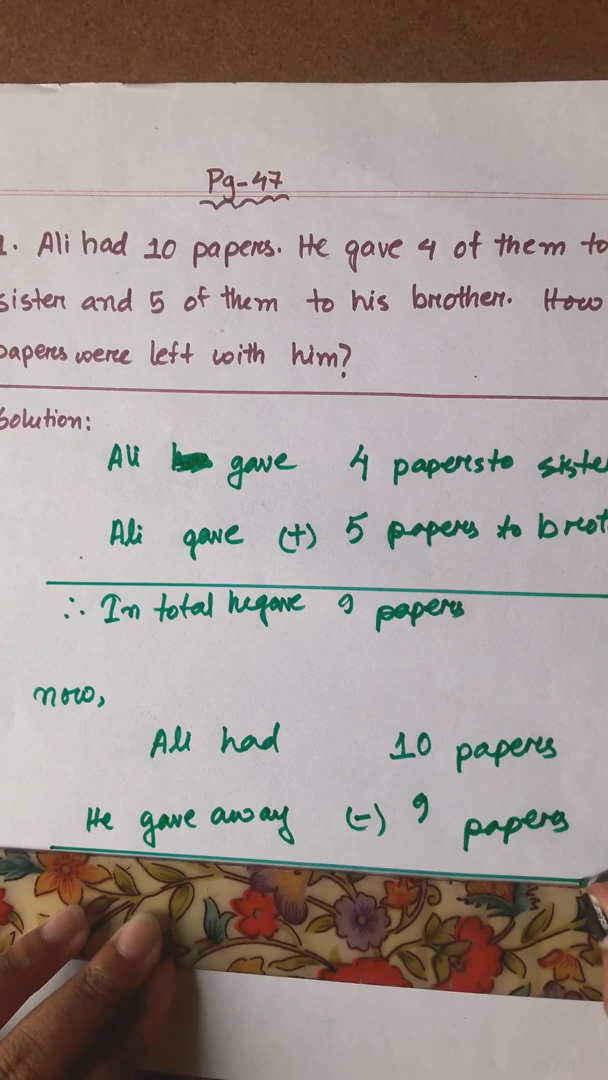 Pg-47
1. Ali had 10 papers. He gave 4 of them to
sister and 5 of them to his brother. How
papers were left with him?
Solution:
Ali gave 4 papers to siste
Ali gave (+) 5 papers to brot
∴ In total he gave 9 papers
now,
Ali had 10 papers
He gave away (-) 9 papers